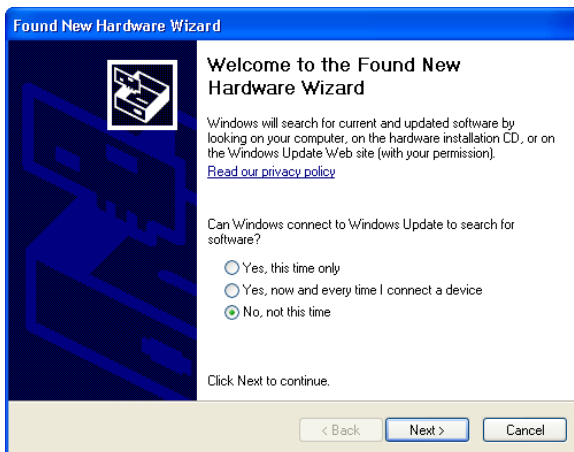 Found New Hardware Wizard
Welcome to the Found New
Hardware Wizard
Windows will search for current and updated software by
looking on your computer, on the hardware installation CD, or on
the Windows Update Web site (with your permission).
Read our privacy policy
Can Windows connect to Windows Update to search for
software?
Yes, this time only
Yes, now and every time I connect a device
No, not this time
Click Next to continue.
< Back Next > Cancel